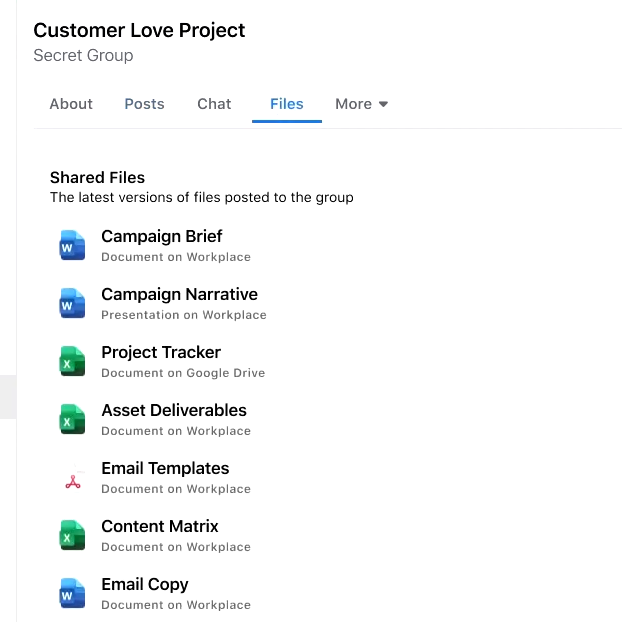 Customer Love Project
Secret Group
About Posts Chat Files More
Shared Files
The latest versions of files posted to the group
W
Campaign Brief
Document on Workplace
W
Campaign Narrative
Presentation on Workplace
X
Project Tracker
Document on Google Drive
X
Asset Deliverables
Document on Workplace
Email Templates
Document on Workplace
X
Content Matrix
Document on Workplace
W
Email Copy
Document on Workplace